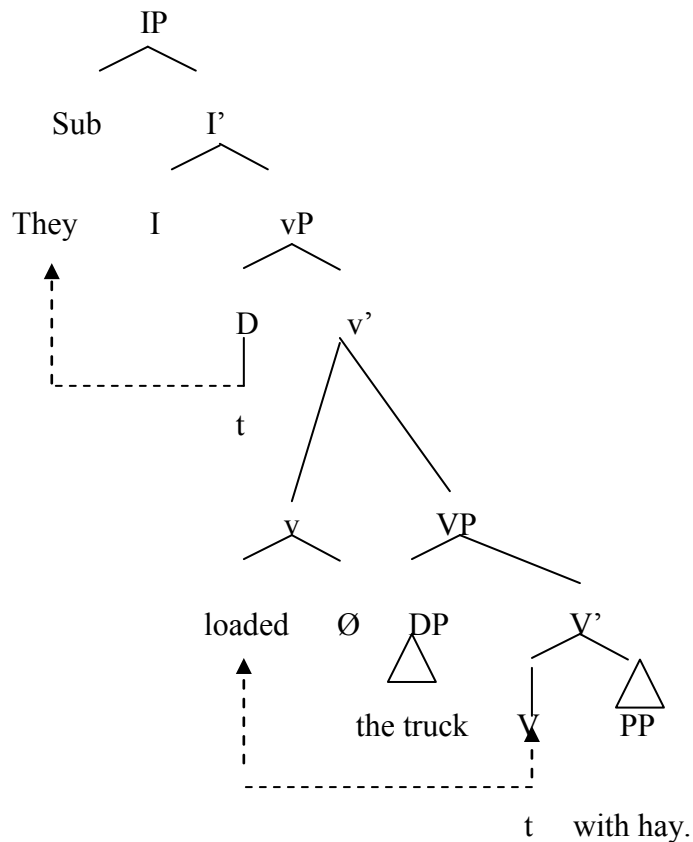 IP
Sub I’
They I vP
D v’
t
v VP
loaded Ø DP V’
the truck V PP
t with hay.